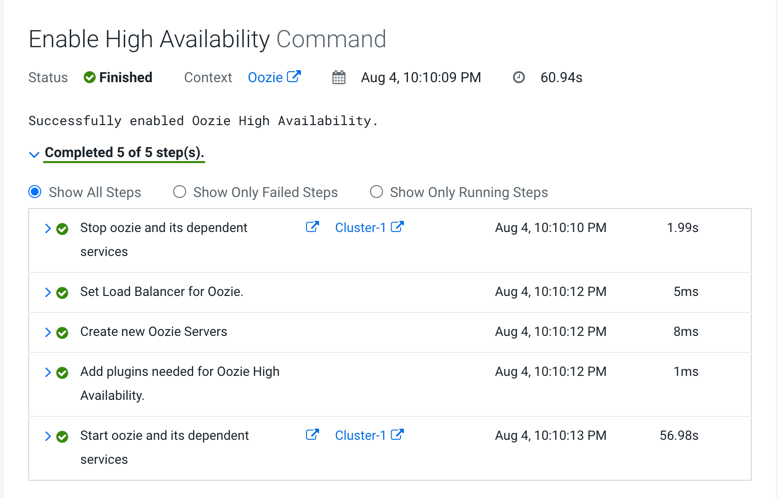 Enable High Availability Command
Status Finished Context Oozie Aug 4, 10:10:09 PM 60.94s
Successfully enabled Oozie High Availability.
Completed 5 of 5 step(s).
Show All Steps Show Only Failed Steps Show Only Running Steps
Stop oozie and its dependent Cluster-1 Aug 4, 10:10:10 PM 1.99s
services
Set Load Balancer for Oozie. Aug 4, 10:10:12 PM 5ms
Create new Oozie Servers Aug 4, 10:10:12 PM 8ms
Add plugins needed for Oozie High Aug 4, 10:10:12 PM 1ms
Availability.
Start oozie and its dependent Cluster-1 Aug 4, 10:10:13 PM 56.98s
services